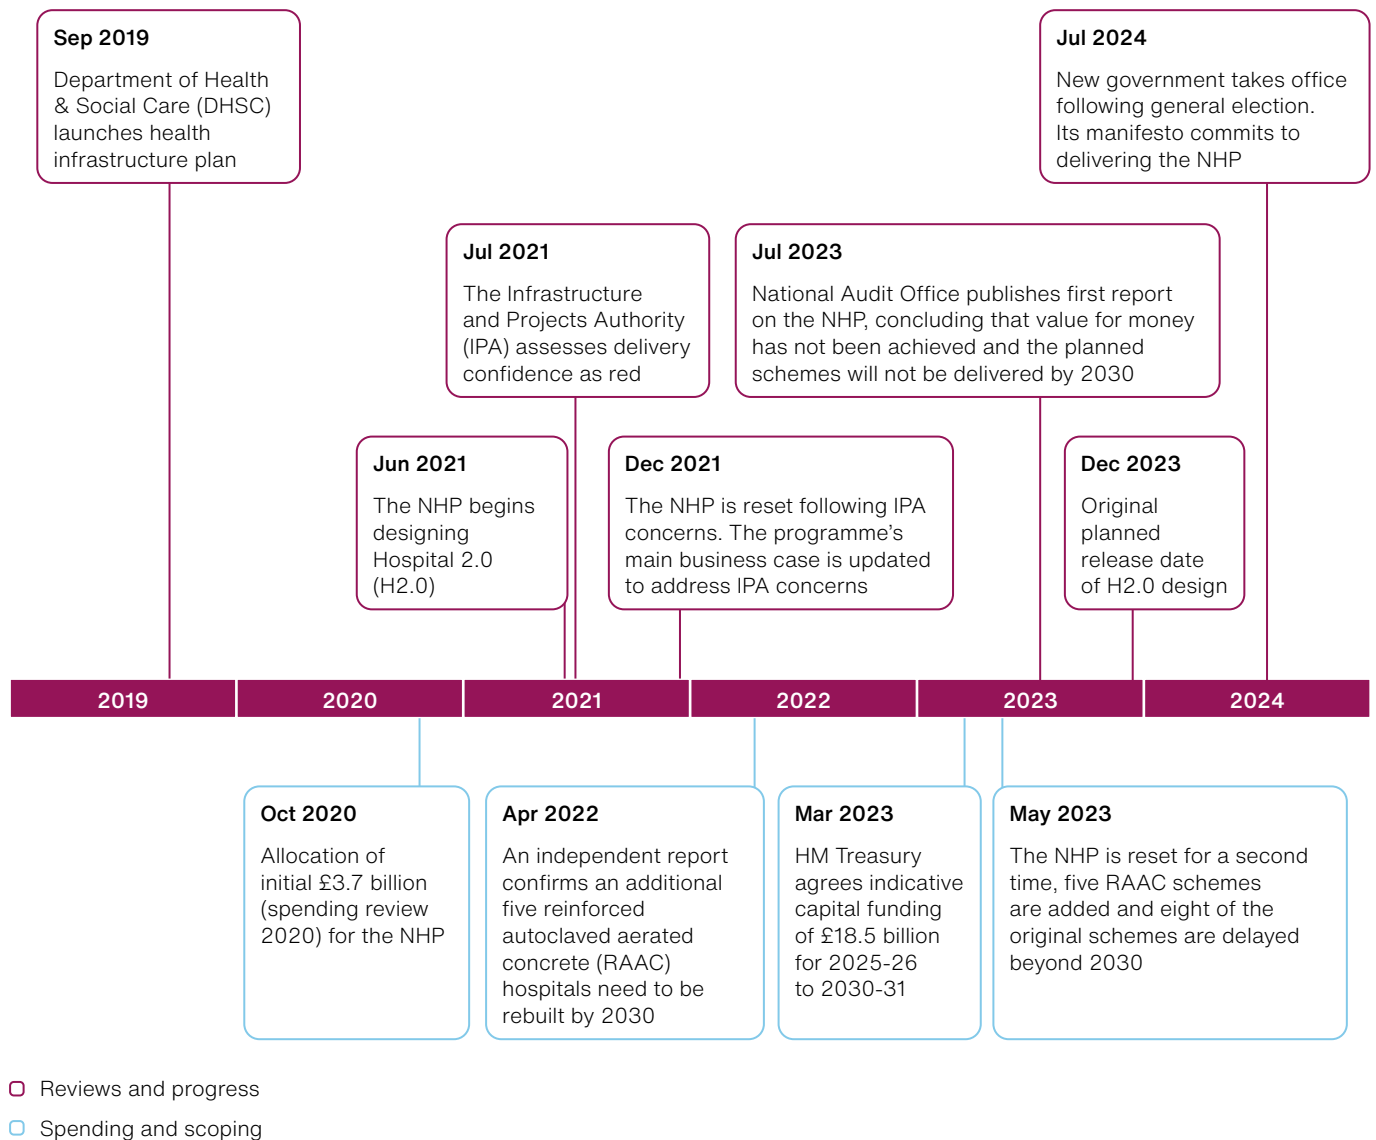 Sep 2019
Department of Health
& Social Care (DHSC)
launches health
infrastructure plan
Jul 2024
New government takes office
following general election.
Its manifesto commits to
delivering the NHP
Jul 2021
The Infrastructure
and Projects Authority
(IPA) assesses delivery
confidence as red
Jul 2023
National Audit Office publishes first report
on the NHP, concluding that value for money
has not been achieved and the planned
schemes will not be delivered by 2030
Jun 2021
The NHP begins
designing
Hospital 2.0
(H2.0)
Dec 2021
The NHP is reset following IPA
concerns. The programme’s
main business case is updated
to address IPA concerns
Dec 2023
Original
planned
release date
of H2.0 design
2019
2020
2021
2022
2023
2024
Oct 2020
Allocation of
initial £3.7 billion
(spending review
2020) for the NHP
Apr 2022
An independent report
confirms an additional
five reinforced
autoclaved aerated
concrete (RAAC)
hospitals need to be
rebuilt by 2030
Mar 2023
HM Treasury
agrees indicative
capital funding
of £18.5 billion
for 2025-26
to 2030-31
May 2023
The NHP is reset for a second
time, five RAAC schemes
are added and eight of the
original schemes are delayed
beyond 2030
Reviews and progress
Spending and scoping